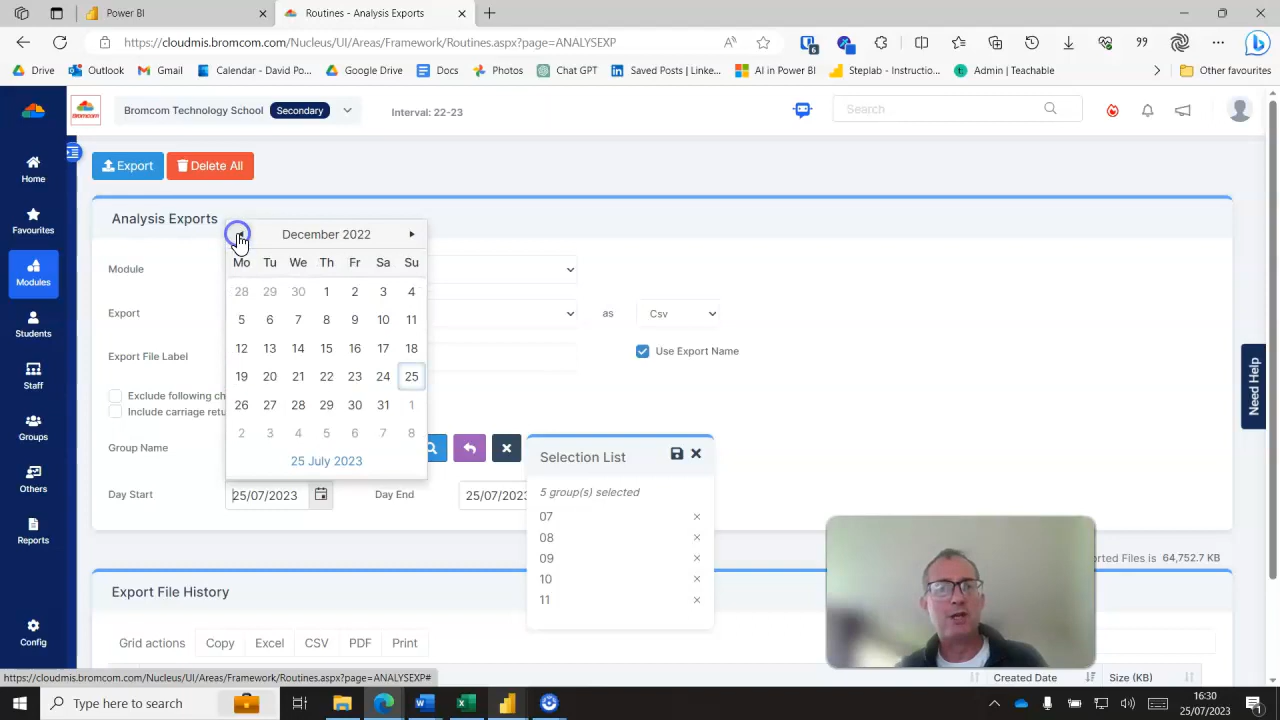 Power BI
Routines - Analysis Exports
https://cloudmis.bromcom.com/Nucleus/UI/Areas/Framework/Routines.aspx?page=ANALYSEXP
Drive
Outlook
Gmail
Calendar - David Po...
Google Drive
Docs
Photos
Chat GPT
Saved Posts | Linke...
AI in Power BI
Steplab - Instructio...
Admin | Teachable
Other favourites
Bromcom Technology School
Secondary
Interval: 22-23
Search
Home
Favourites
Modules
Students
Staff
Groups
Others
Reports
Config
Export
Delete All
Analysis Exports
Module
Export
as
Csv
Export File Label
Use Export Name
Exclude following ch
Include carriage retu
Group Name
Day Start
25/07/2023
Day End
25/07/2023
December 2022
Mo Tu We Th Fr Sa Su
28 29 30 1 2 3 4
5 6 7 8 9 10 11
12 13 14 15 16 17 18
19 20 21 22 23 24 25
26 27 28 29 30 31 1
2 3 4 5 6 7 8
25 July 2023
Selection List
5 group(s) selected
07
08
09
10
11
Need Help
orted Files is 64,752.7 KB
Export File History
Grid actions
Copy
Excel
CSV
PDF
Print
Created Date
Size (KB)
https://cloudmis.bromcom.com/Nucleus/UI/Areas/Framework/Routines.aspx?page=ANALYSEXP#
Type here to search
16:30
25/07/2023